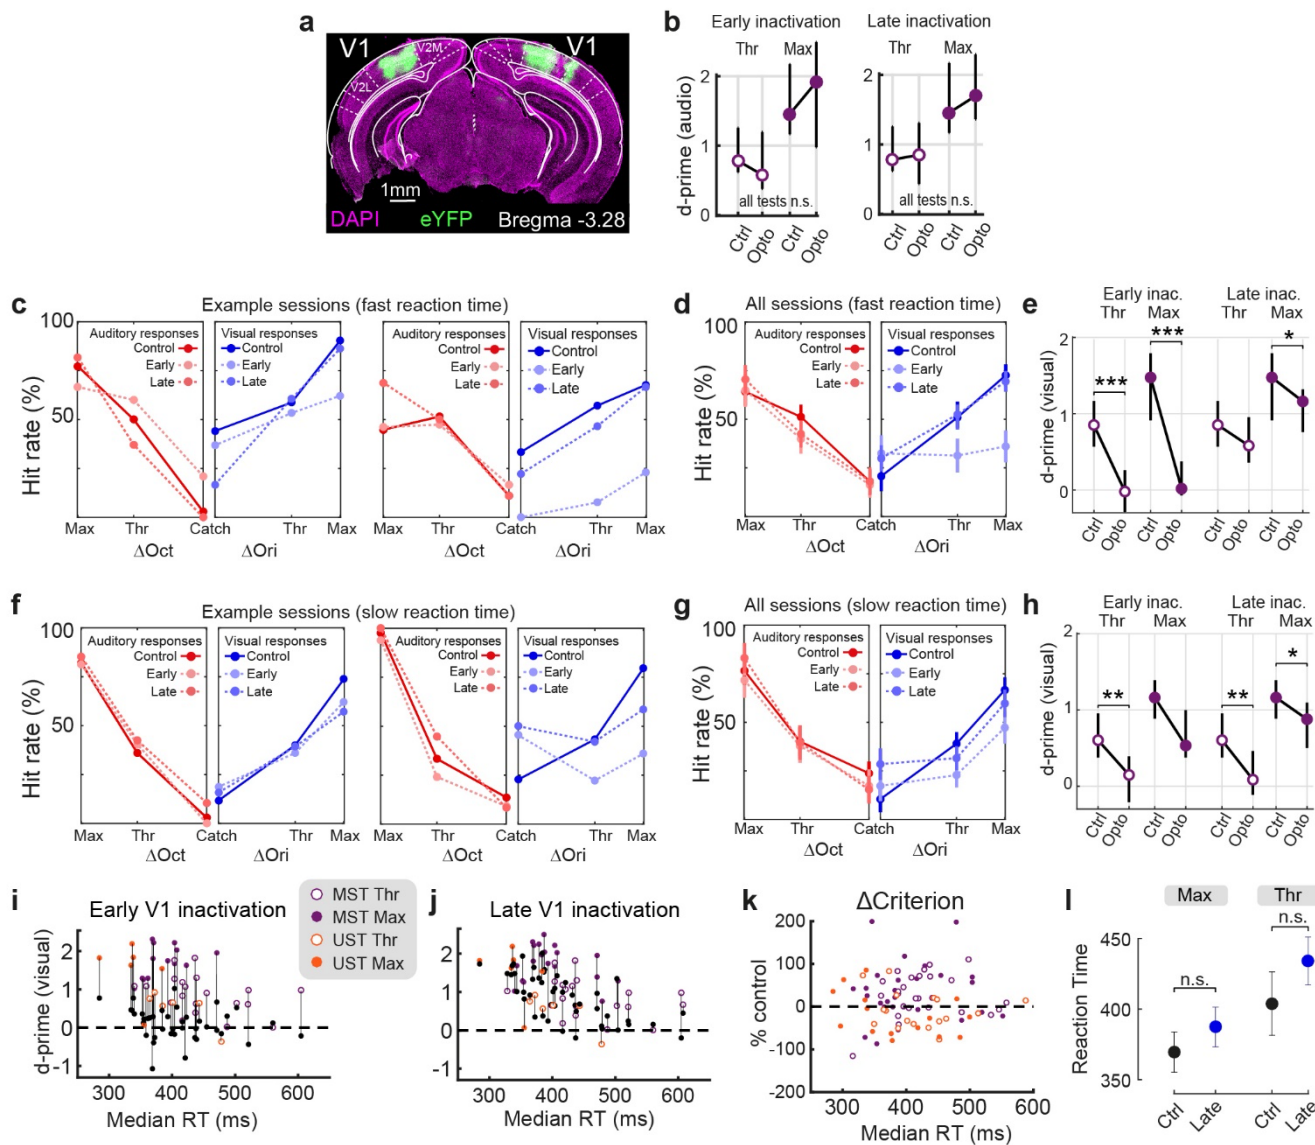 a
V1
V2M
V1
V2L
1mm
DAPI eYFP Bregma -3.28
b
Early inactivation Late inactivation
Thr Max Thr Max
d-prime (audio)
2
1
0
all tests n.s.
Ctrl Opto Ctrl Opto
2
1
0
all tests n.s.
Ctrl Opto Ctrl Opto
c
Example sessions (fast reaction time)
Hit rate (%)
100
50
Auditory responses
Control
Early
Late
Visual responses
Control
Early
Late
Auditory responses
Control
Early
Late
Visual responses
Control
Early
Late
Max Thr Catch Thr Max Max Thr Catch Thr Max
ΔOct ΔOri ΔOct ΔOri
d
All sessions (fast reaction time)
Hit rate (%)
100
50
Auditory responses
Control
Early
Late
Visual responses
Control
Early
Late
Max Thr Catch Thr Max
ΔOct ΔOri
e
Early inac. Late inac.
Thr Max Thr Max
d-prime (visual)
2
1
0
*** *** *
Ctrl Opto Ctrl Opto Ctrl Opto Ctrl Opto
f
Example sessions (slow reaction time)
Hit rate (%)
100
50
Auditory responses
Control
Early
Late
Visual responses
Control
Early
Late
Auditory responses
Control
Early
Late
Visual responses
Control
Early
Late
Max Thr Catch Thr Max Max Thr Catch Thr Max
ΔOct ΔOri ΔOct ΔOri
g
All sessions (slow reaction time)
Hit rate (%)
100
50
Auditory responses
Control
Early
Late
Visual responses
Control
Early
Late
Max Thr Catch Thr Max
ΔOct ΔOri
h
Early inac. Late inac.
Thr Max Thr Max
d-prime (visual)
2
1
0
** ** *
Ctrl Opto Ctrl Opto Ctrl Opto Ctrl Opto
i
Early V1 inactivation
d-prime (visual)
2
1
0
-1
300 400 500 600
Median RT (ms)
MST Thr
MST Max
UST Thr
UST Max
j
Late V1 inactivation
2
1
0
-1
300 400 500 600
Median RT (ms)
k
ΔCriterion
% control
200
100
0
-100
-200
300 400 500 600
Median RT (ms)
l
Max Thr
Reaction Time
450
400
350
n.s. n.s.
Ctrl Late Ctrl Late